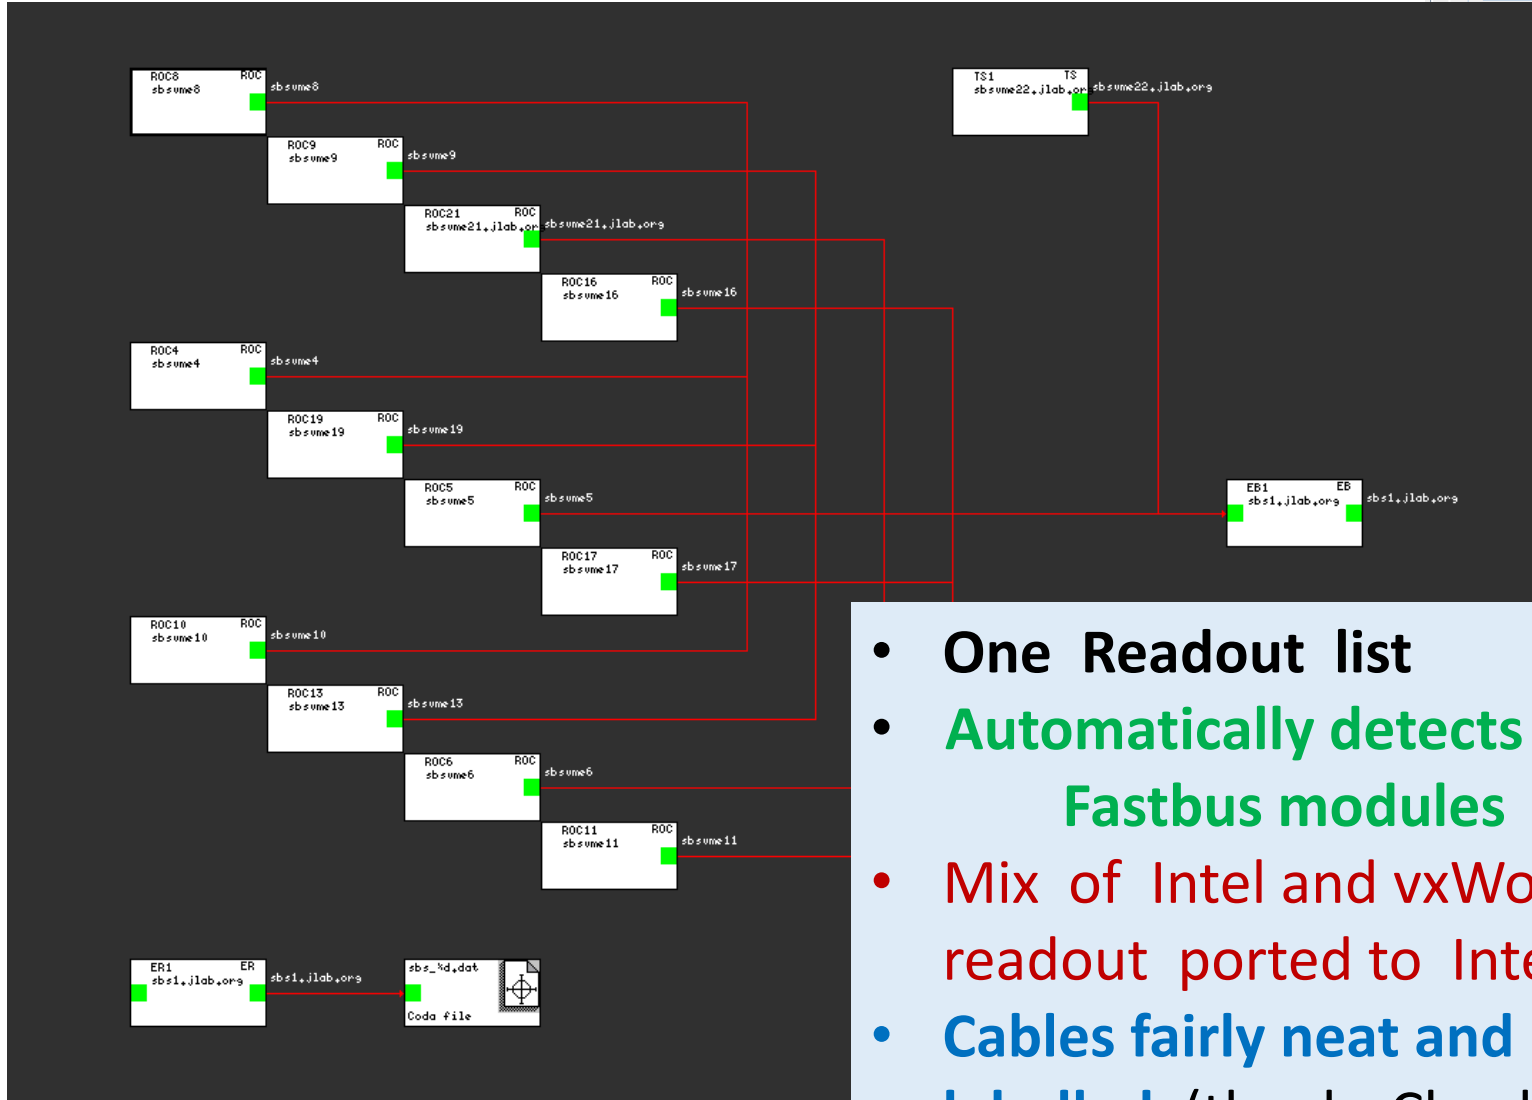 ROC8 ROC
sbsvme8
sbsvme8
TS1 TS
sbsvme22.jlab.or
sbsvme22.jlab.org
ROC9 ROC
sbsvme9
sbsvme9
ROC21 ROC
sbsvme21.jlab.or
sbsvme21.jlab.org
ROC16 ROC
sbsvme16
sbsvme16
ROC4 ROC
sbsvme4
sbsvme4
ROC19 ROC
sbsvme19
sbsvme19
ROC5 ROC
sbsvme5
sbsvme5
EB1 EB
sbs1.jlab.org
sbs1.jlab.org
ROC17 ROC
sbsvme17
sbsvme17
ROC10 ROC
sbsvme10
sbsvme10
ROC13 ROC
sbsvme13
sbsvme13
ROC6 ROC
sbsvme6
sbsvme6
ROC11 ROC
sbsvme11
sbsvme11
ER1 ER
sbs1.jlab.org
sbs1.jlab.org
sbs_%d.dat
Coda file
• One Readout list
• Automatically detects
Fastbus modules
• Mix of Intel and vxWo
readout ported to Inte
• Cables fairly neat and